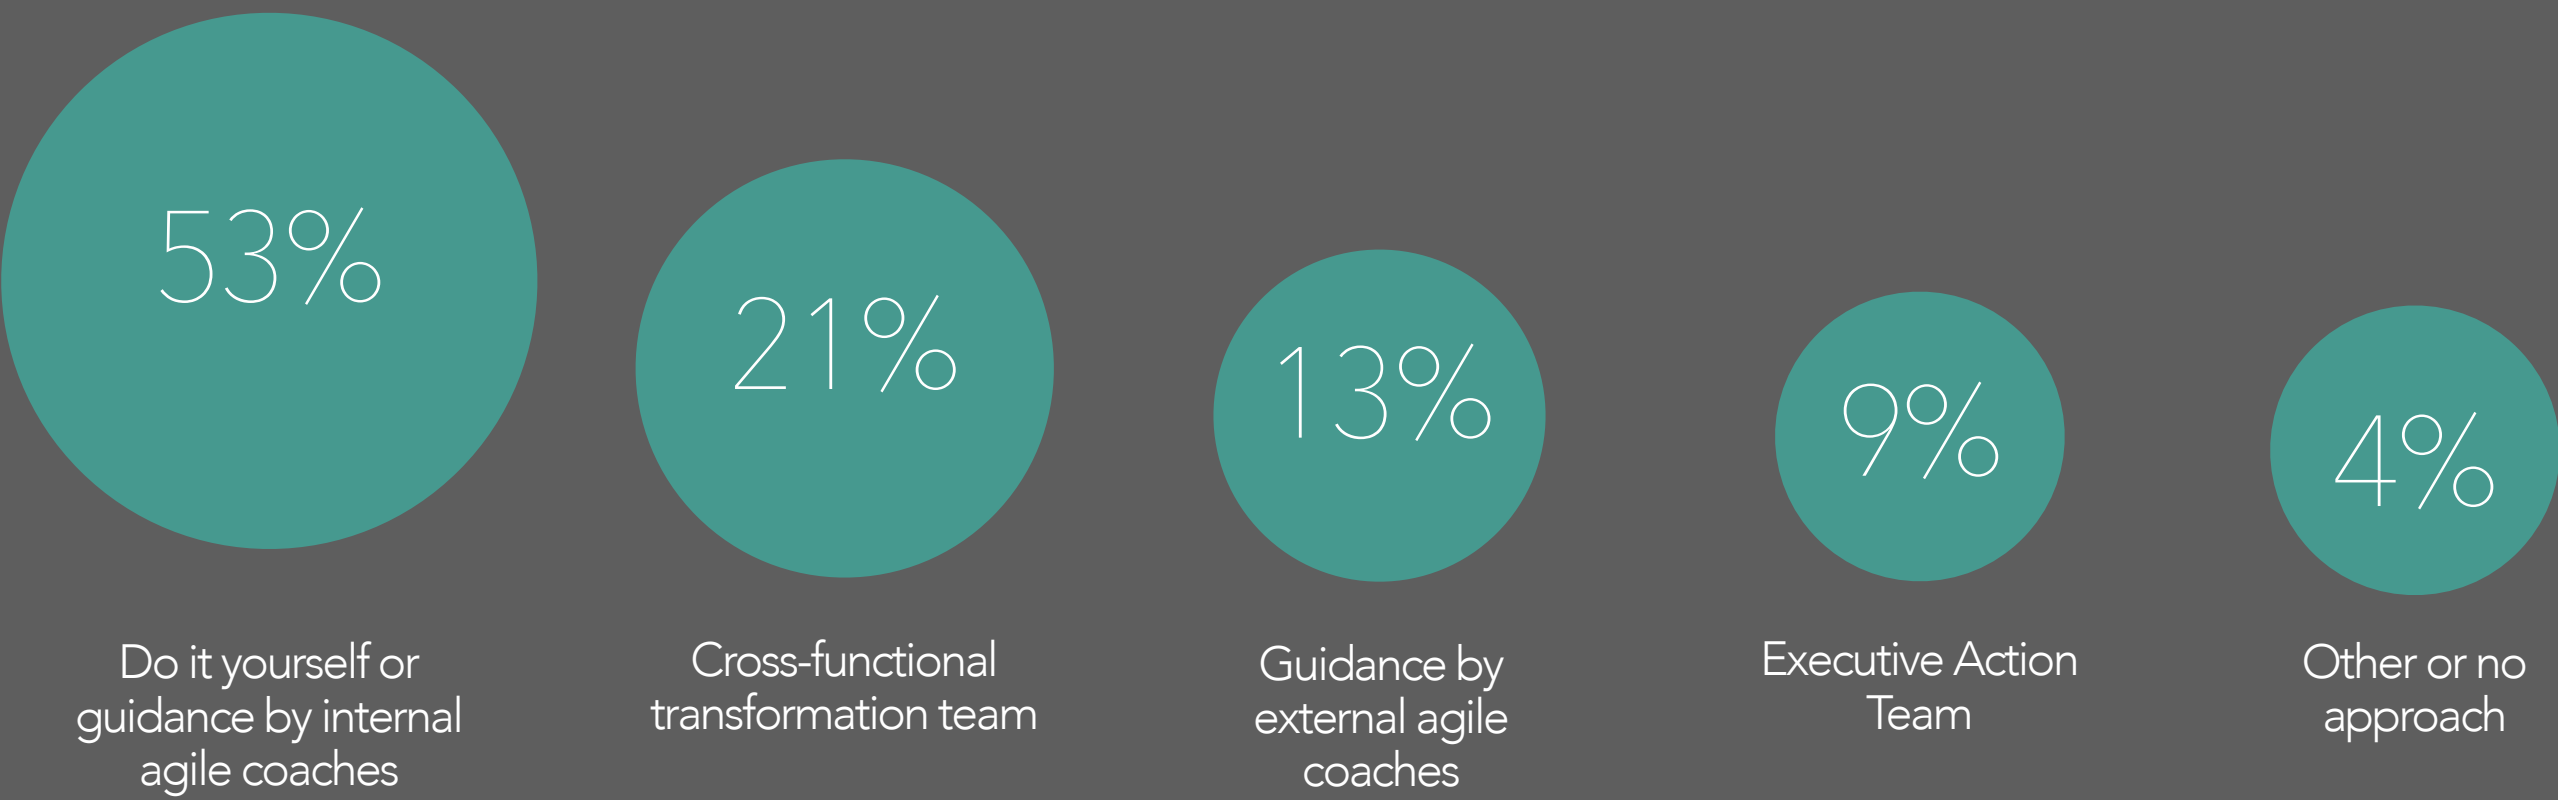 53%
Do it yourself or
guidance by internal
agile coaches
21%
Cross-functional
transformation team
13%
Guidance by
external agile
coaches
9%
Executive Action
Team
4%
Other or no
approach